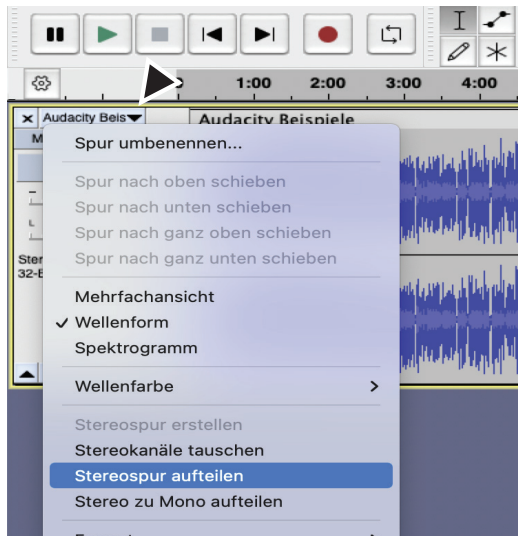 1:00 2:00 3:00 4:00
Audacity Beis
Audacity Beispiele
M
Spur umbenennen...
Spur nach oben schieben
Spur nach unten schieben
Spur nach ganz oben schieben
L
Spur nach ganz unten schieben
Ster
32-B
Mehrfachansicht
Wellenform
Spektrogramm
Wellenfarbe
Stereospur erstellen
Stereokanäle tauschen
Stereospur aufteilen
Stereo zu Mono aufteilen